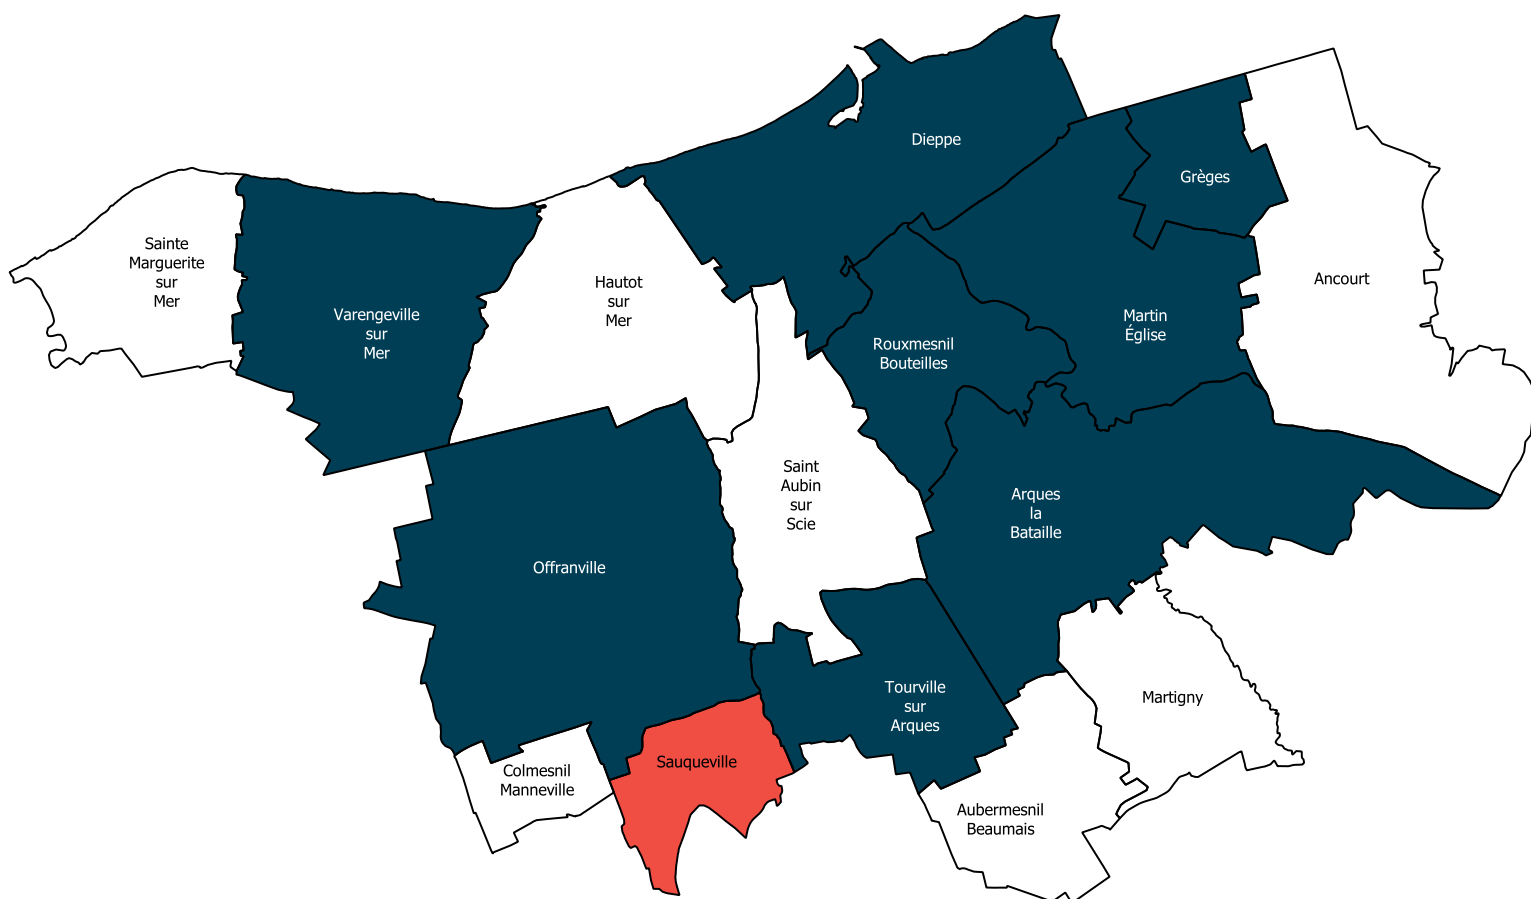 Dieppe
Grèges
Sainte
Marguerite
sur
Mer
Varengeville
sur
Mer
Hautot
sur
Mer
Ancourt
Martin
Église
Rouxmesnil
Bouteilles
Saint
Aubin
sur
Scie
Arques
la
Bataille
Offranville
Tourville
sur
Arques
Martigny
Sauqueville
Colmesnil
Manneville
Aubermesnil
Beaumais